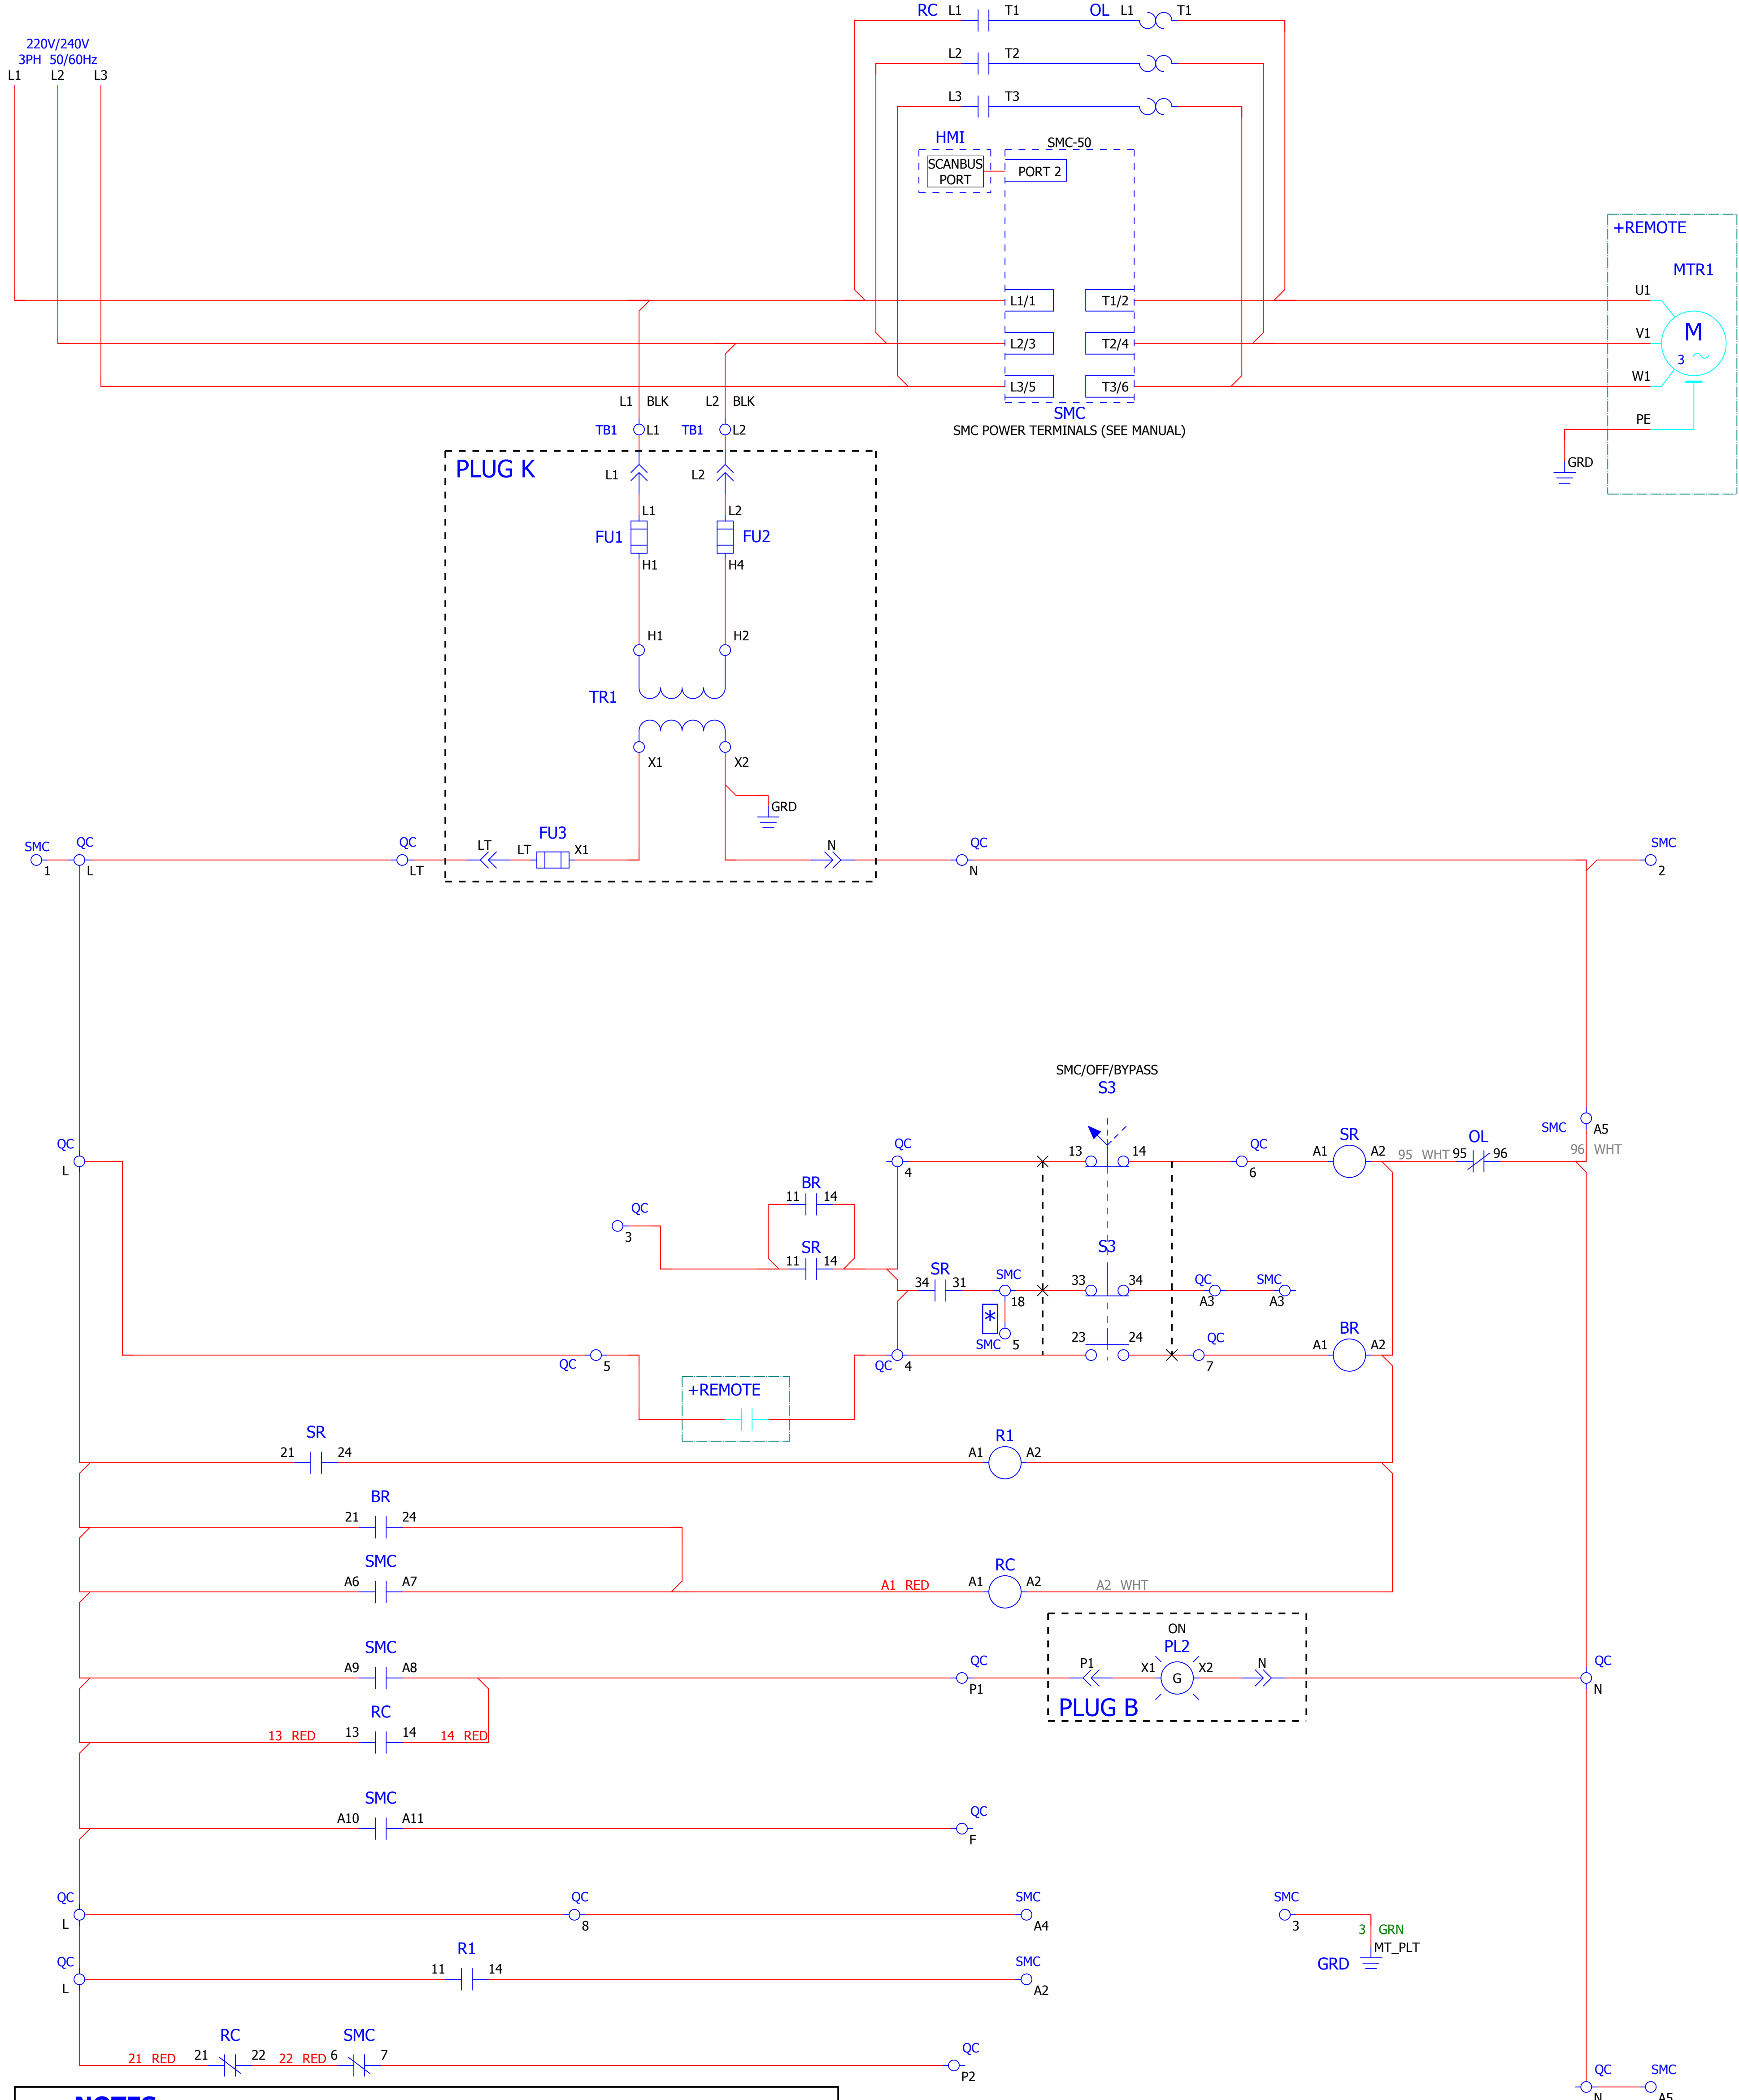 RC L1 T1 OL L1 T1
220V/240V
3PH 50/60Hz
L1 L2 L3
L2 T2
L3 T3
HMI
SMC-50
SCANBUS
PORT
PORT 2
+REMOTE
MTR1
L1/1 T1/2 U1
M
3
L2/3 T2/4 V1
L3/5 T3/6 W1
L1 BLK L2 BLK
SMC
PE
TB1 L1 TB1 L2
SMC POWER TERMINALS (SEE MANUAL)
GRD
PLUG K
L1 L2
L1 L2
FU1 FU2
H1 H4
H1 H2
TR1
X1 X2
GRD
SMC QC QC LT LT FU3 X1 N QC SMC
1 L LT N 2
SMC/OFF/BYPASS
S3
SMC A5
QC 4 13 14 QC 6 A1 SR A2 95 WHT 95 OL 96 96 WHT
QC
L
BR
11 14
QC
3
SR
11 14
S3
SR
34 31 SMC 18 33 34 QC A3 SMC A3
*
SMC 5
23 24 QC 7 A1 BR A2
QC 5
QC 4
+REMOTE
SR
21 24 A1 R1 A2
BR
21 24
SMC
A6 A7 A1 RED A1 RC A2 A2 WHT
ON
PL2
SMC
A9 A8 QC P1 P1 X1 G X2 N QC N
PLUG B
RC
13 RED 13 14 14 RED
SMC
A10 A11 QC F
QC L QC 8 SMC A4 SMC 3
3 GRN
MT_PLT
GRD
R1
QC L 11 14 SMC A2
RC SMC
21 RED 21 22 22 RED 6 7 QC P2
QC N SMC A5
NOTES